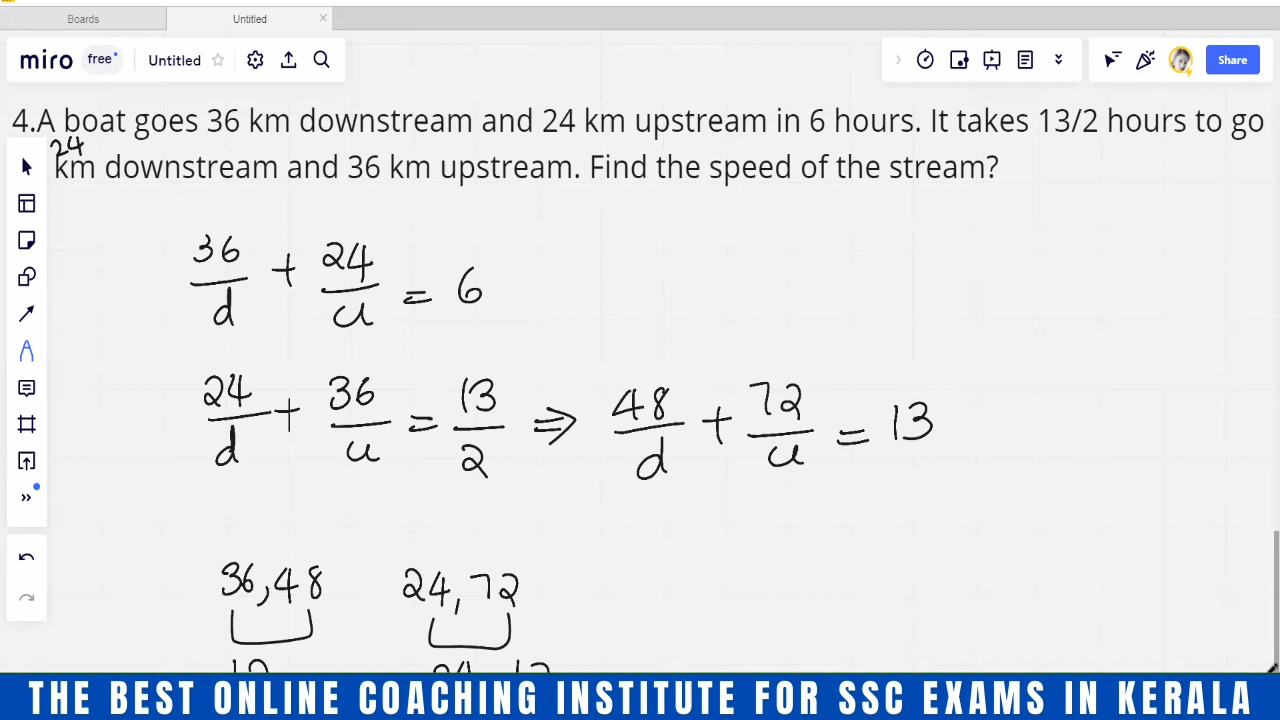 Boards
Untitled
miro free Untitled
Share
4.A boat goes 36 km downstream and 24 km upstream in 6 hours. It takes 13/2 hours to go
24
km downstream and 36 km upstream. Find the speed of the stream?
36/d + 24/u = 6
24/d + 36/u = 13/2 ⇒ 48/d + 72/u = 13
36,48 24,72
THE BEST ONLINE COACHING INSTITUTE FOR SSC EXAMS IN KERALA